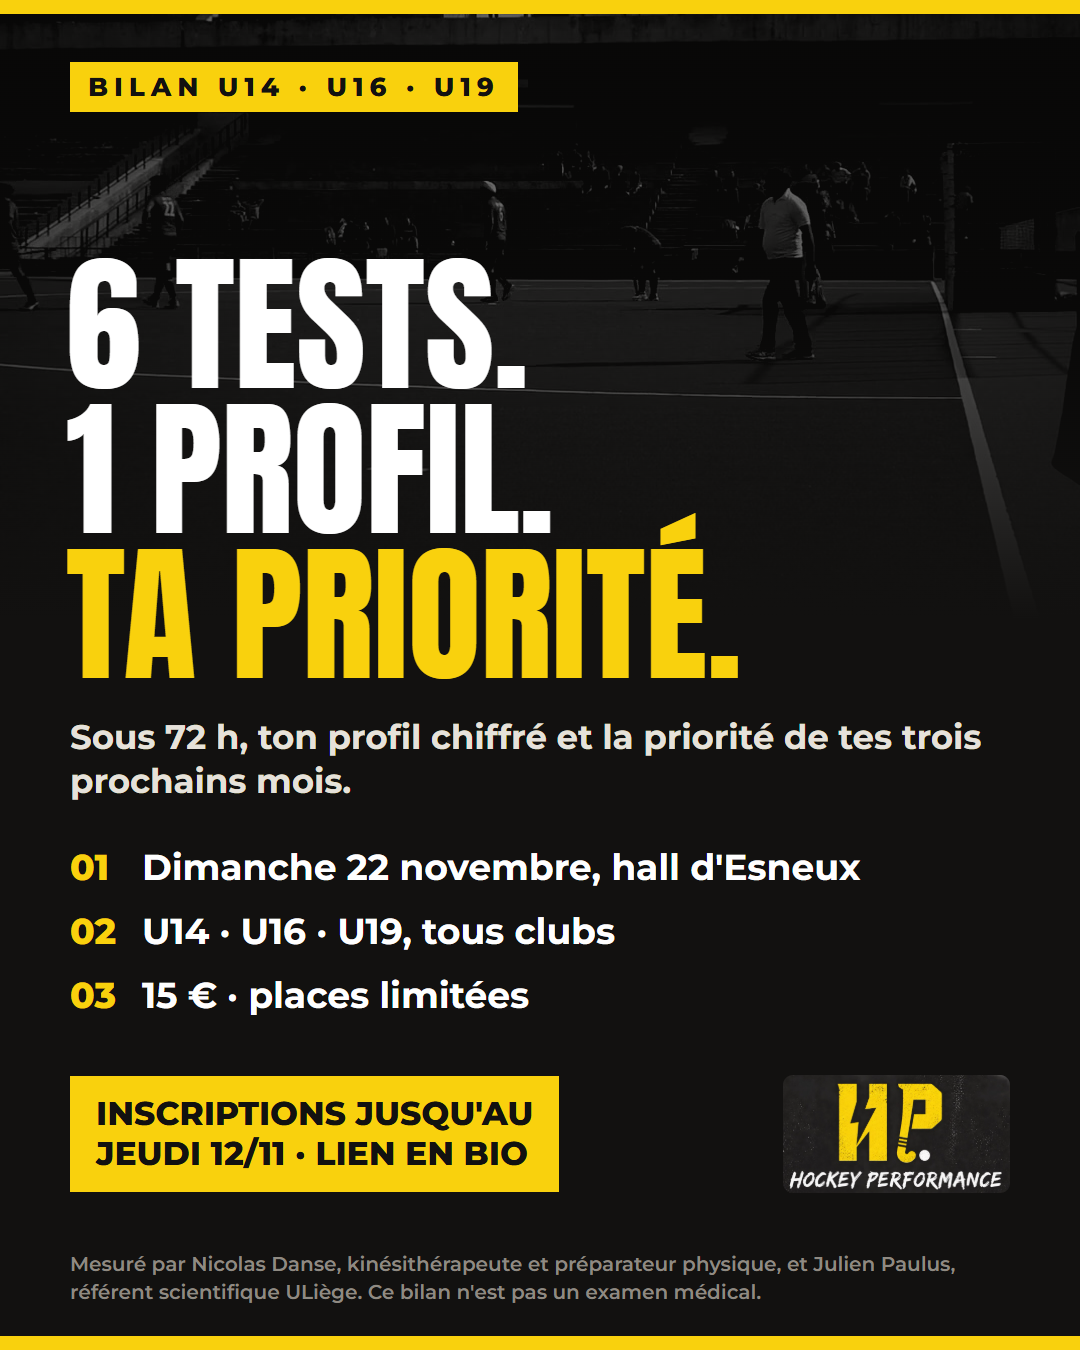 BILAN U14 · U16 · U19
22
6 TESTS.
1 PROFIL.
TA PRIORITÉ.
Sous 72 h, ton profil chiffré et la priorité de tes trois
prochains mois.
01 Dimanche 22 novembre, hall d'Esneux
02 U14 · U16 · U19, tous clubs
03 15 € · places limitées
INSCRIPTIONS JUSQU'AU
JEUDI 12/11 · LIEN EN BIO
HP.
HOCKEY PERFORMANCE
Mesuré par Nicolas Danse, kinésithérapeute et préparateur physique, et Julien Paulus,
référent scientifique ULiège. Ce bilan n'est pas un examen médical.